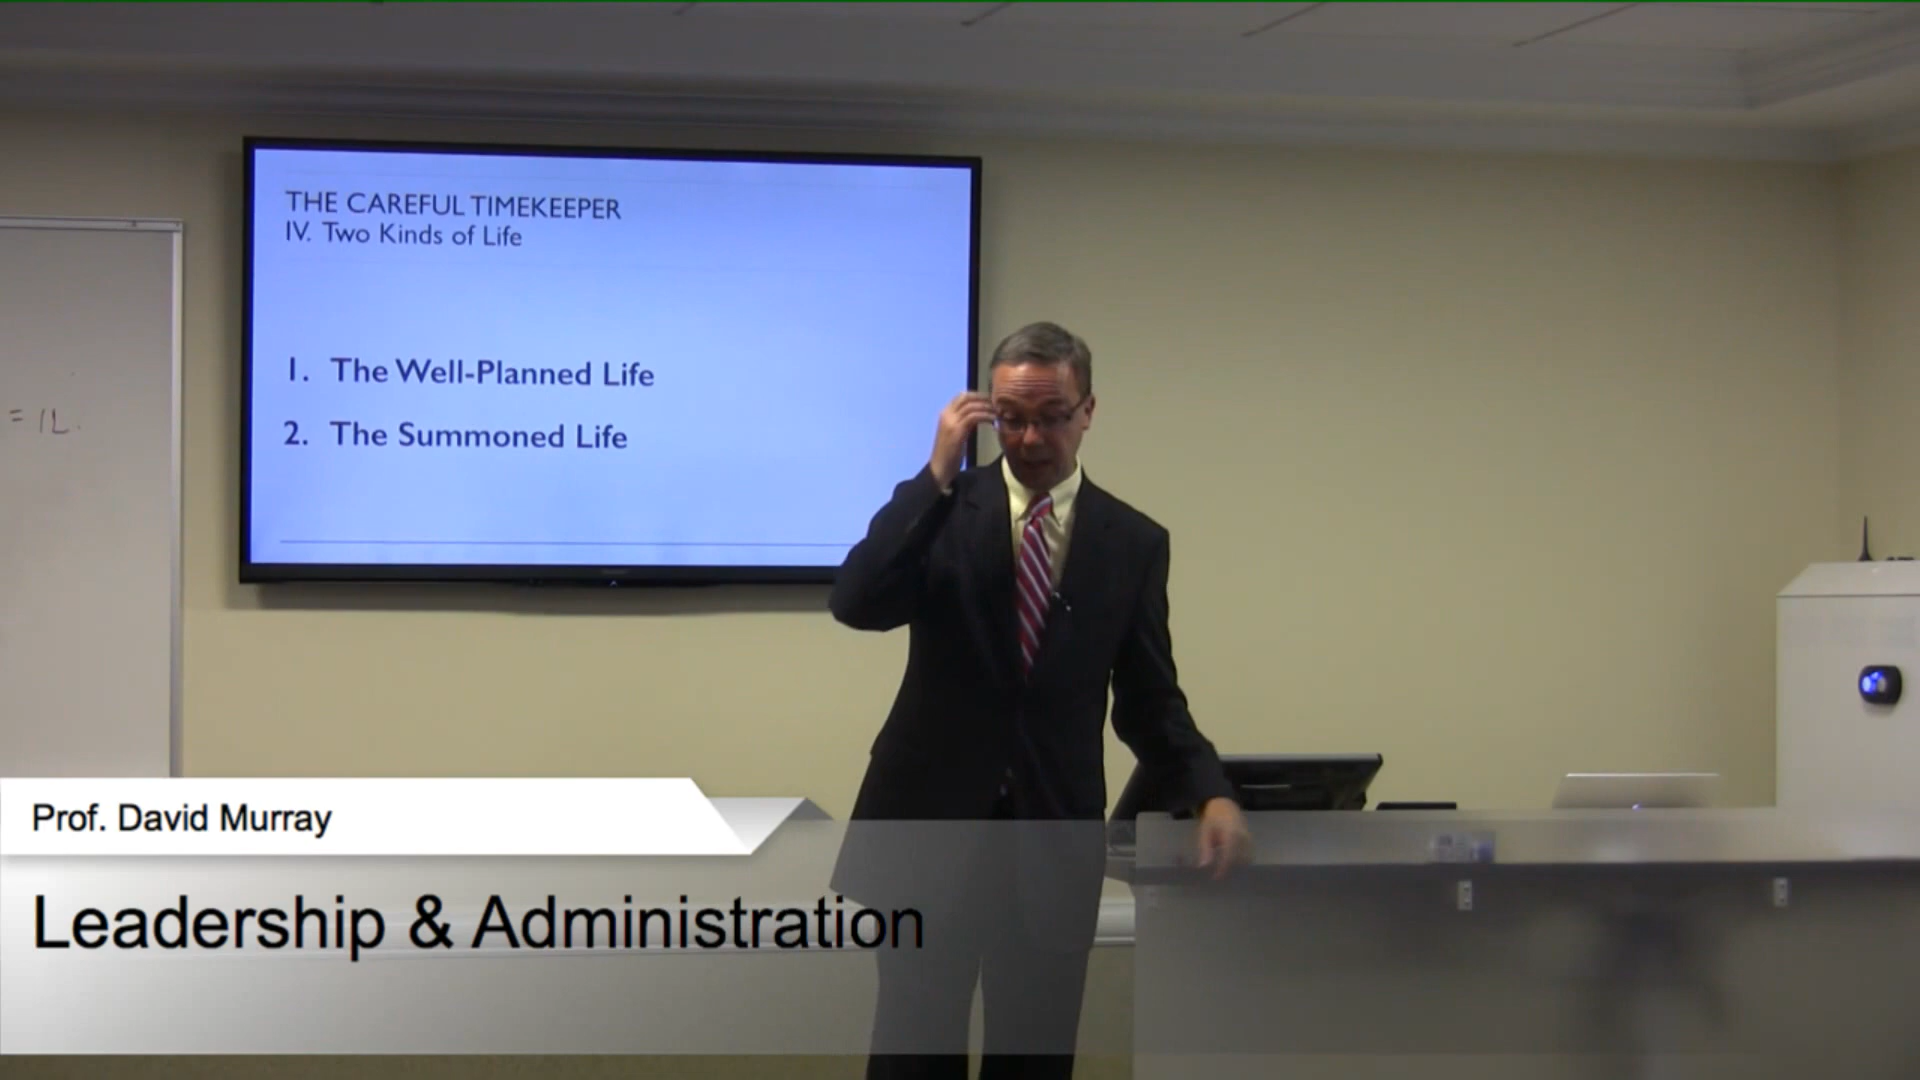 THE CAREFUL TIMEKEEPER
IV. Two Kinds of Life
1. The Well-Planned Life
2. The Summoned Life
= 12.
Prof. David Murray
Leadership & Administration